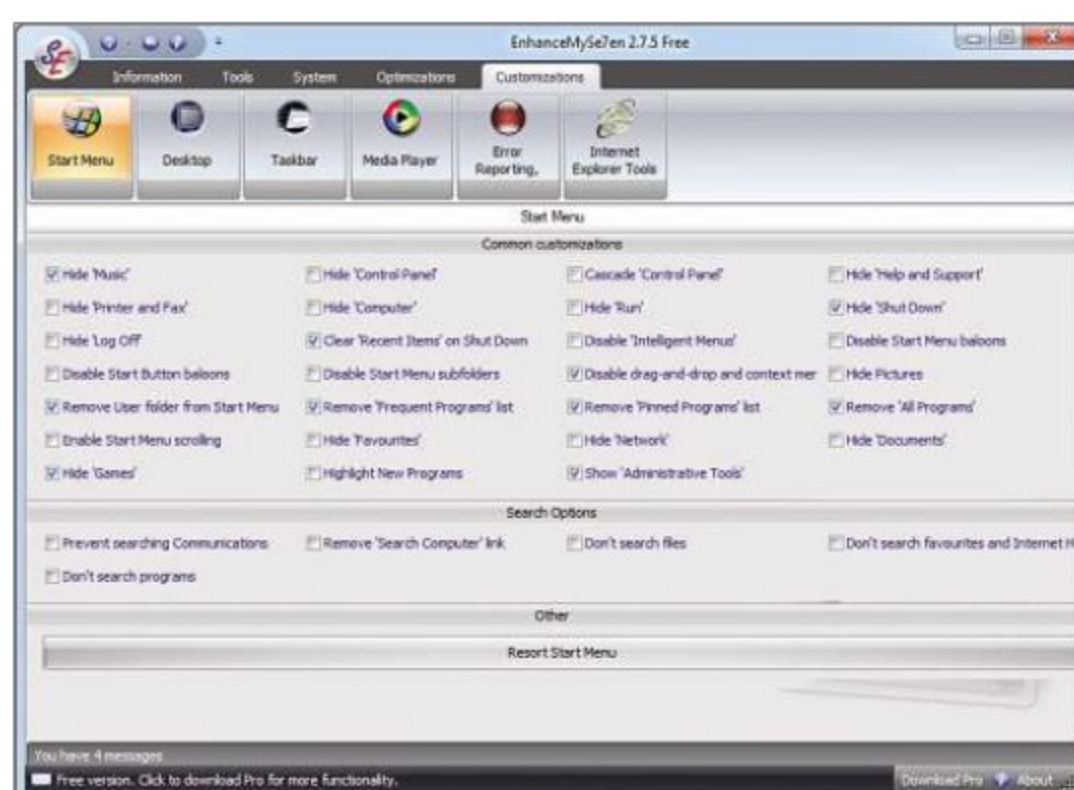 EnhanceMySe7en 2.7.5 Free
Information Tools System Optimizations Customizations
Start Menu Desktop Taskbar Media Player Error Reporting, Internet Explorer Tools
Start Menu
Common customizations
Hide 'Music' Hide 'Control Panel' Cascade 'Control Panel' Hide 'Help and Support'
Hide 'Printer and Fax' Hide 'Computer' Hide 'Run' Hide 'Shut Down'
Hide 'Log Off' Clear 'Recent Items' on Shut Down Disable 'Intelligent Menus' Disable Start Menu baloons
Disable Start Button baloons Disable Start Menu subfolders Disable drag-and-drop and context mer Hide Pictures
Remove User folder from Start Menu Remove 'Frequent Programs' list Remove 'Pinned Programs' list Remove 'All Programs'
Enable Start Menu scrolling Hide 'Favourites' Hide 'Network' Hide 'Documents'
Hide 'Games' Highlight New Programs Show 'Administrative Tools'
Search Options
Prevent searching Communications Remove 'Search Computer' link Don't search files Don't search favourites and Internet H
Don't search programs
Other
Resort Start Menu
You have 4 messages
Free version. Click to download Pro for more functionality. Download Pro About